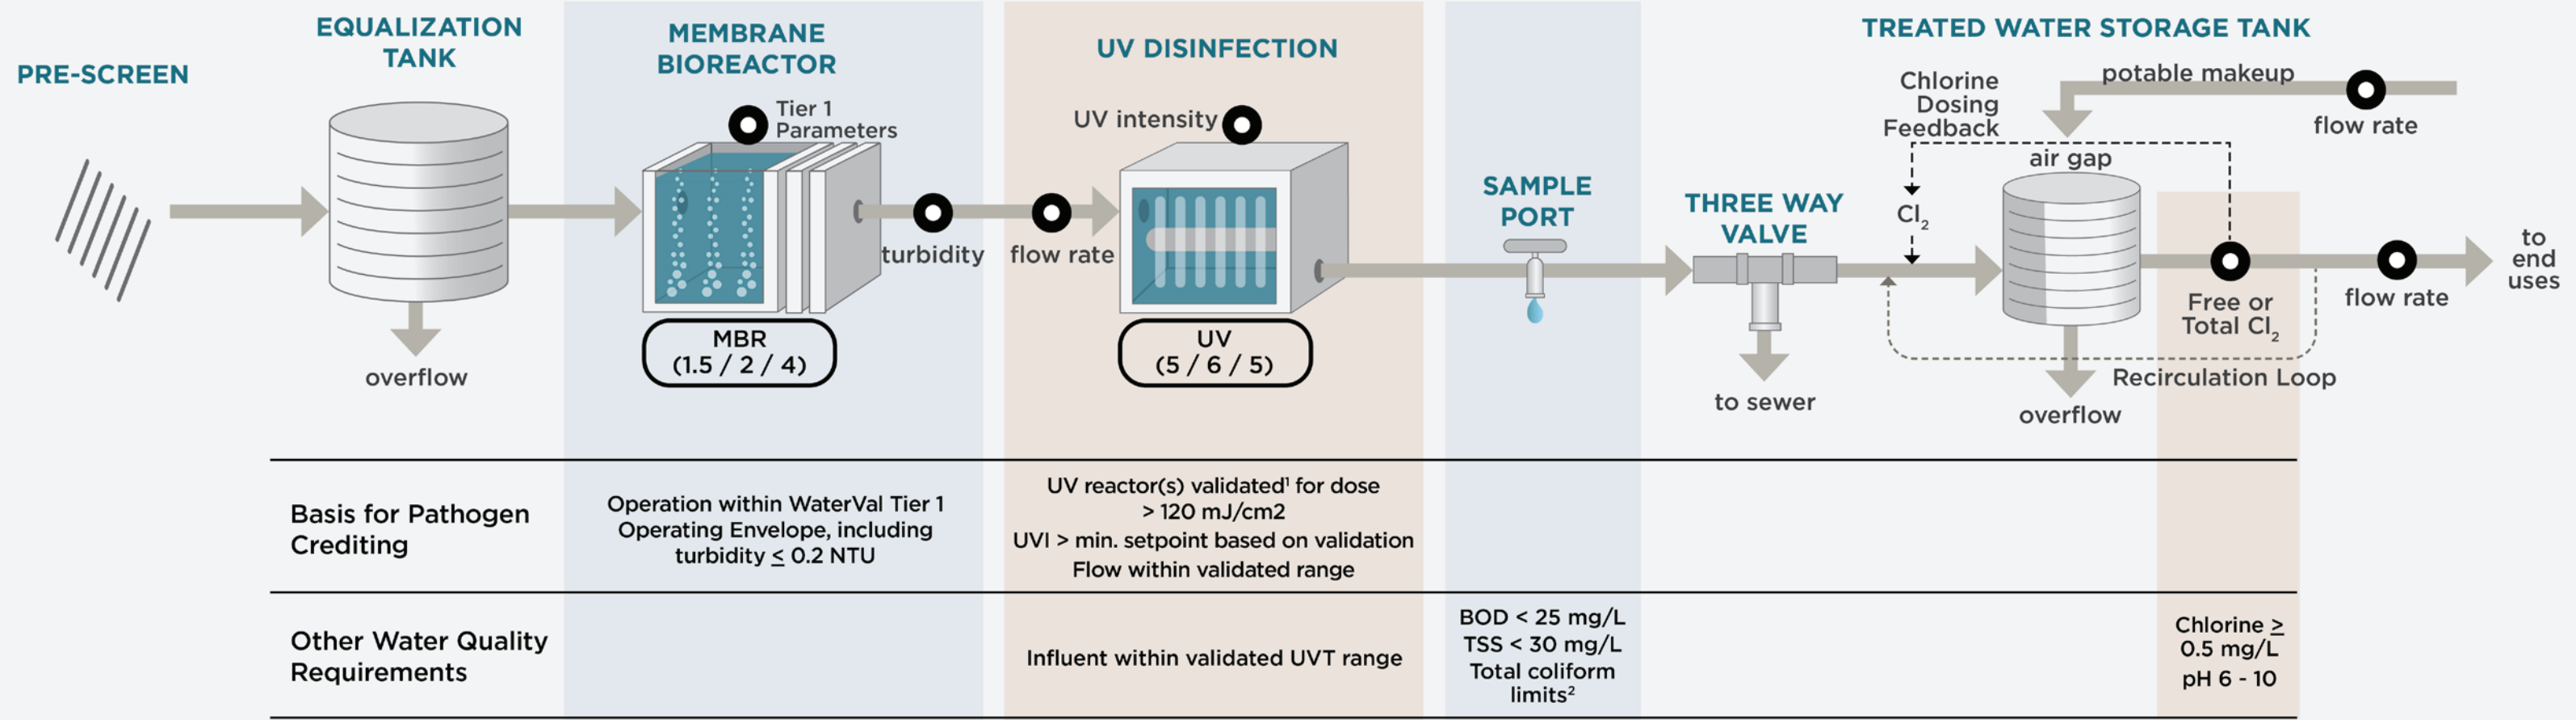 PRE-SCREEN
EQUALIZATION
TANK
overflow
MEMBRANE
BIOREACTOR
Tier 1
Parameters
MBR
(1.5 / 2 / 4)
turbidity
flow rate
UV DISINFECTION
UV intensity
UV
(5 / 6 / 5)
SAMPLE
PORT
THREE WAY
VALVE
to sewer
TREATED WATER STORAGE TANK
potable makeup
flow rate
Chlorine
Dosing
Feedback
air gap
Cl₂
Free or
Total Cl₂
Recirculation Loop
overflow
flow rate
to
end
uses
Basis for Pathogen
Crediting
Operation within WaterVal Tier 1
Operating Envelope, including
turbidity ≤ 0.2 NTU
UV reactor(s) validated¹ for dose
> 120 mJ/cm2
UVI > min. setpoint based on validation
Flow within validated range
Other Water Quality
Requirements
Influent within validated UVT range
BOD < 25 mg/L
TSS < 30 mg/L
Total coliform
limits²
Chlorine ≥
0.5 mg/L
pH 6 - 10